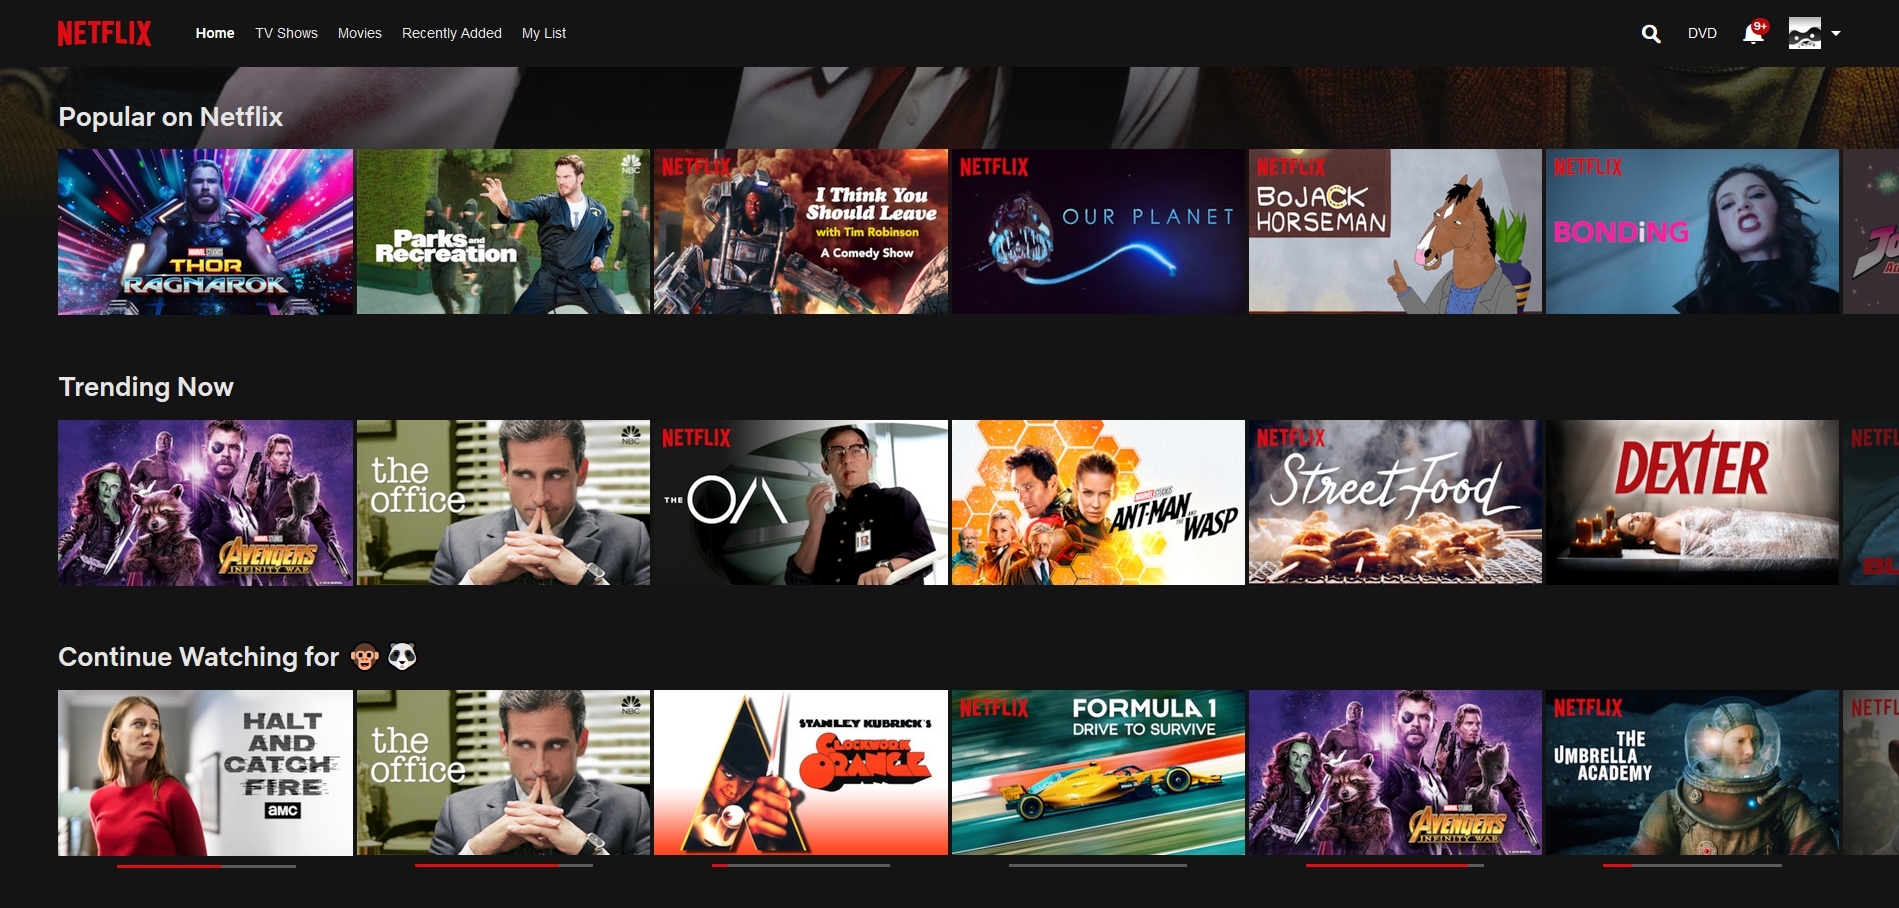 NETFLIX
Home TV Shows Movies Recently Added My List
DVD 9+
Popular on Netflix
MARVEL STUDIOS
THOR
RAGNAROK
NBC
Parks and
Recreation
NETFLIX
I Think You
Should Leave
with Tim Robinson
A Comedy Show
NETFLIX
OUR PLANET
NETFLIX
BoJACK
HORSEMAN
NETFLIX
BONDiNG
Trending Now
MARVEL STUDIOS
AVENGERS
INFINITY WAR
NBC
the
office
NETFLIX
THE OA
MARVEL STUDIOS
ANT-MAN
AND THE WASP
NETFLIX
Street Food
DEXTER
Continue Watching for 🐵 🐼
HALT
AND
CATCH
FIRE
aMC
NBC
the
office
STANLEY KUBRICK'S
CLOCKWORK
ORANGE
NETFLIX
FORMULA 1
DRIVE TO SURVIVE
MARVEL STUDIOS
AVENGERS
INFINITY WAR
NETFLIX
THE
UMBRELLA
ACADEMY